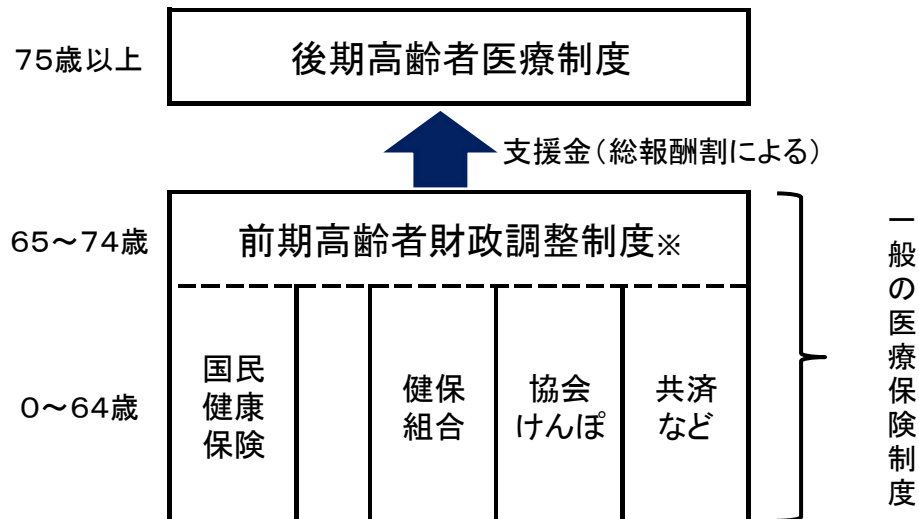 75歳以上
後期高齢者医療制度
支援金（総報酬割による）
65～74歳
前期高齢者財政調整制度※
0～64歳
国民
健康
保険
健保
組合
協会
けんぽ
共済
など
一般の医療保険制度